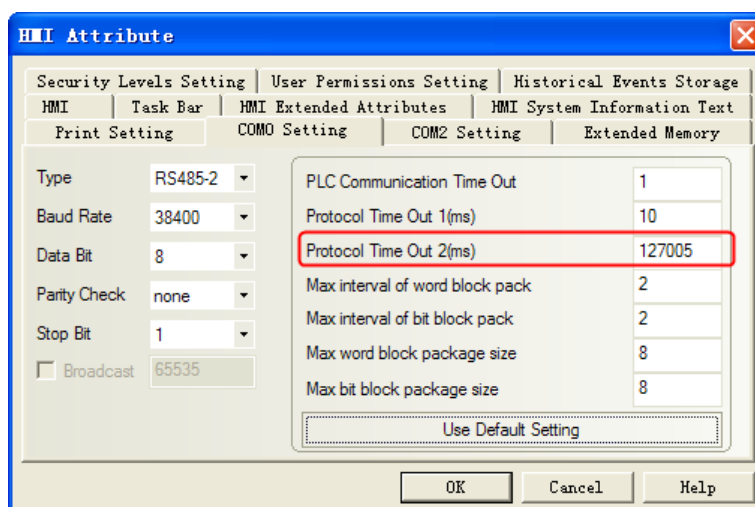 HMI Attribute
Security Levels Setting User Permissions Setting Historical Events Storage
HMI Task Bar HMI Extended Attributes HMI System Information Text
Print Setting COM0 Setting COM2 Setting Extended Memory
Type RS485-2
Baud Rate 38400
Data Bit 8
Parity Check none
Stop Bit 1
Broadcast 65535
PLC Communication Time Out 1
Protocol Time Out 1(ms) 10
Protocol Time Out 2(ms) 127005
Max interval of word block pack 2
Max interval of bit block pack 2
Max word block package size 8
Max bit block package size 8
Use Default Setting
OK Cancel Help